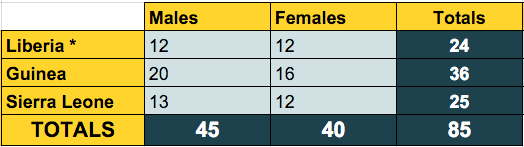 Males Females Totals
Liberia * 12 12 24
Guinea 20 16 36
Sierra Leone 13 12 25
TOTALS 45 40 85